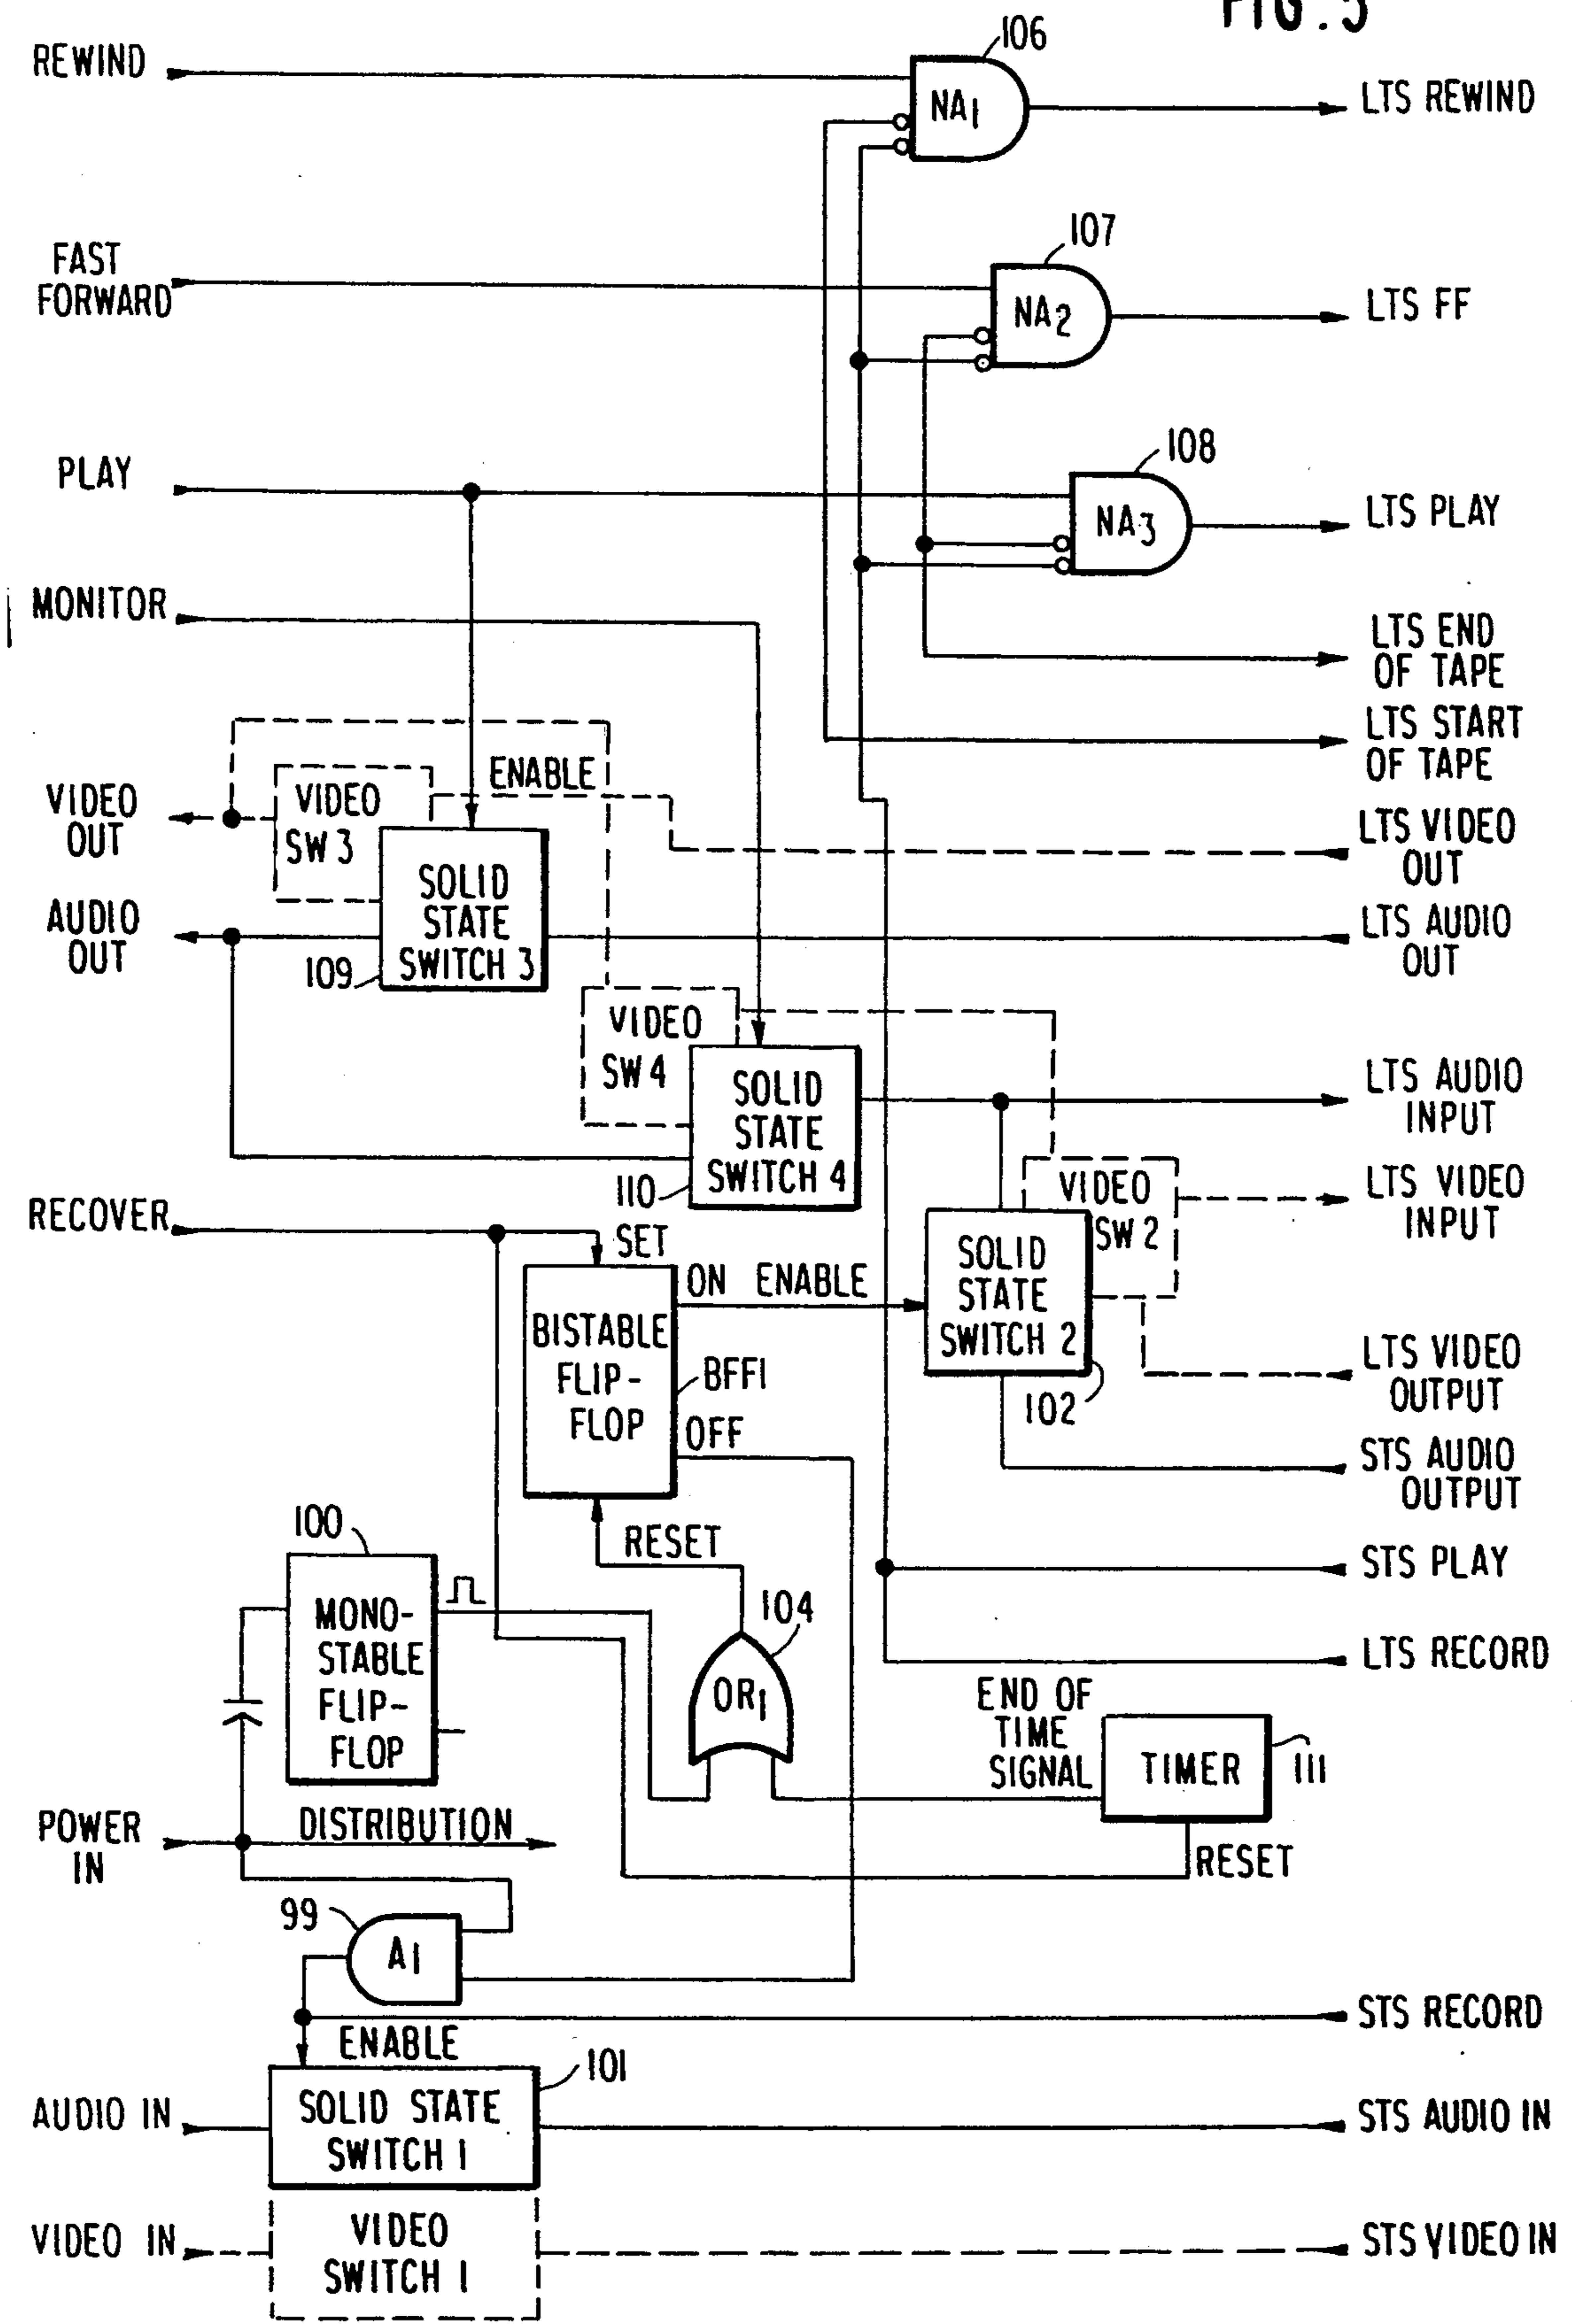 FIG. 5
106
REWIND
NA1
LTS REWIND
107
FAST
FORWARD
NA2
LTS FF
108
PLAY
NA3
LTS PLAY
MONITOR
LTS END
OF TAPE
LTS START
OF TAPE
ENABLE
VIDEO
OUT
VIDEO
SW 3
LTS VIDEO
OUT
SOLID
STATE
SWITCH 3
AUDIO
OUT
109
LTS AUDIO
OUT
VIDEO
SW 4
SOLID
STATE
SWITCH 4
110
LTS AUDIO
INPUT
VIDEO
SW 2
LTS VIDEO
INPUT
RECOVER
SET
ON ENABLE
SOLID
STATE
SWITCH 2
102
BISTABLE
FLIP-
FLOP
BFF1
OFF
LTS VIDEO
OUTPUT
STS AUDIO
OUTPUT
100
RESET
STS PLAY
MONO-
STABLE
FLIP-
FLOP
104
OR1
LTS RECORD
END OF
TIME
SIGNAL
TIMER
111
POWER
IN
DISTRIBUTION
RESET
99
A1
STS RECORD
ENABLE
101
AUDIO IN
SOLID STATE
SWITCH 1
STS AUDIO IN
VIDEO IN
VIDEO
SWITCH 1
STS VIDEO IN